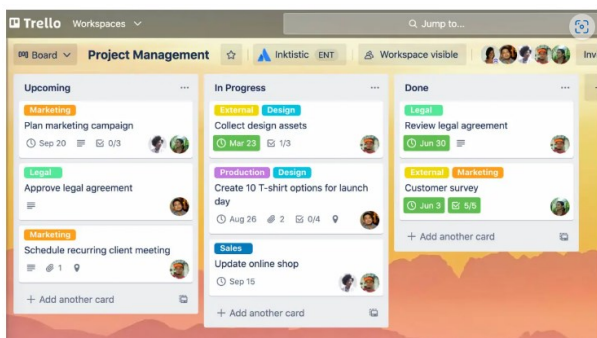 Trello Workspaces Jump to...
Board Project Management Inktistic ENT Workspace visible Inv
Upcoming
Marketing
Plan marketing campaign
Sep 20 0/3
Legal
Approve legal agreement
Marketing
Schedule recurring client meeting
1
+ Add another card
In Progress
External Design
Collect design assets
Mar 23 1/3
Production Design
Create 10 T-shirt options for launch
day
Aug 26 2 0/4
Sales
Update online shop
Sep 15
+ Add another card
Done
Legal
Review legal agreement
Jun 30
External Marketing
Customer survey
Jun 3 5/5
+ Add another card